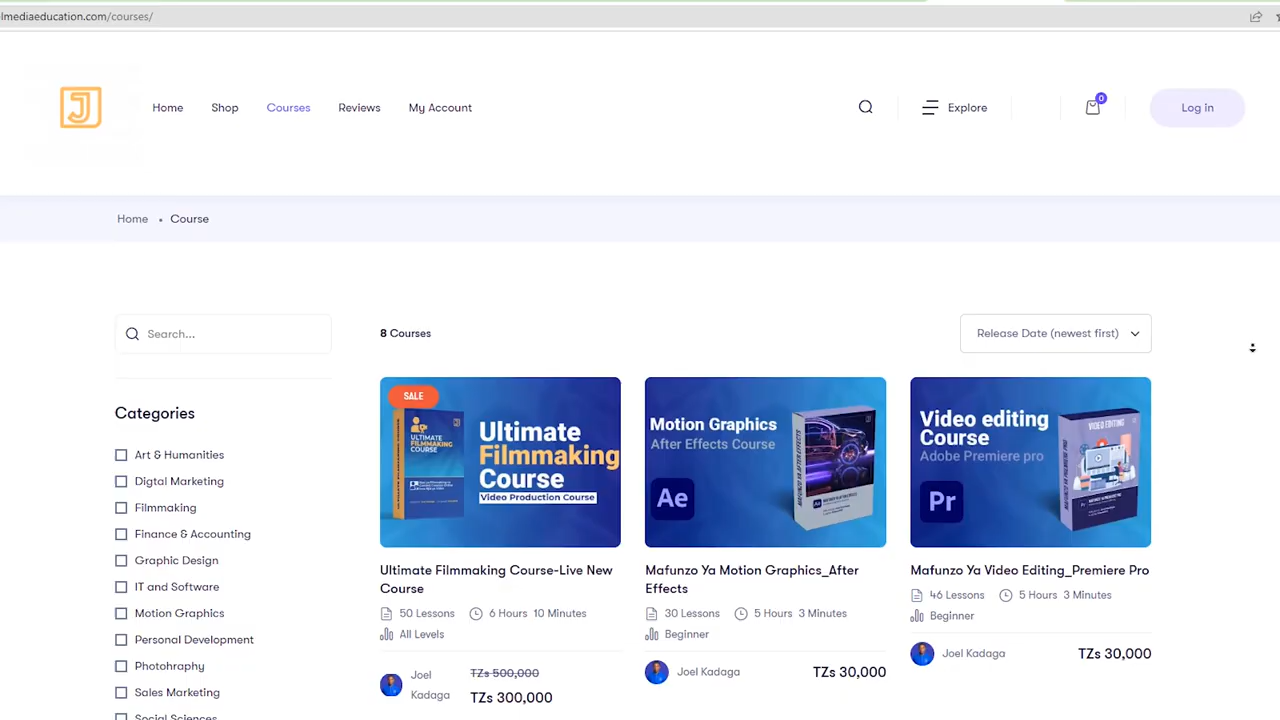 lmediaeducation.com/courses/
J
Home
Shop
Courses
Reviews
My Account
Explore
0
Log in
Home
Course
Search...
8 Courses
Release Date (newest first)
Categories
Art & Humanities
Digtal Marketing
Filmmaking
Finance & Accounting
Graphic Design
IT and Software
Motion Graphics
Personal Development
Photohraphy
Sales Marketing
Social Sciences
SALE
ULTIMATE
FILMMAKING
COURSE
Ultimate
Filmmaking
Course
Video Production Course
Ultimate Filmmaking Course-Live New
Course
50 Lessons
6 Hours 10 Minutes
All Levels
Joel
Kadaga
TZs 500,000
TZs 300,000
Motion Graphics
After Effects Course
Ae
Mafunzo Ya Motion Graphics_After
Effects
30 Lessons
5 Hours 3 Minutes
Beginner
Joel Kadaga
TZs 30,000
Video editing
Course
Adobe Premiere pro
Pr
VIDEO EDITING
Mafunzo Ya Video Editing_Premiere Pro
46 Lessons
5 Hours 3 Minutes
Beginner
Joel Kadaga
TZs 30,000